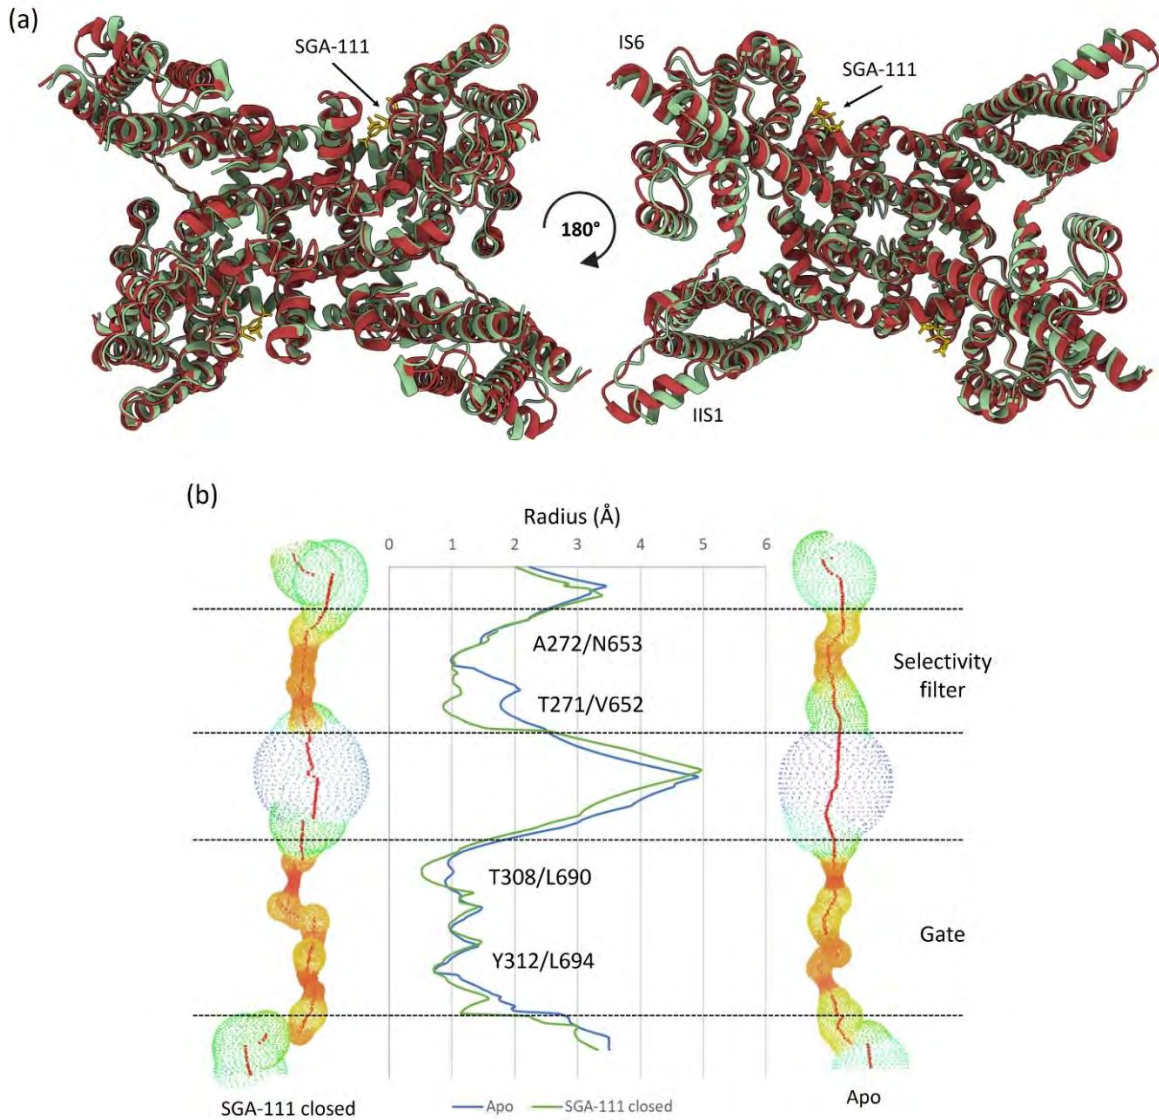 (a)
SGA-111
IS6
SGA-111
180°
IIS1
(b)
Radius (Å)
0 1 2 3 4 5 6
A272/N653
Selectivity
filter
T271/V652
T308/L690
Gate
Y312/L694
SGA-111 closed
Apo
SGA-111 closed
Apo